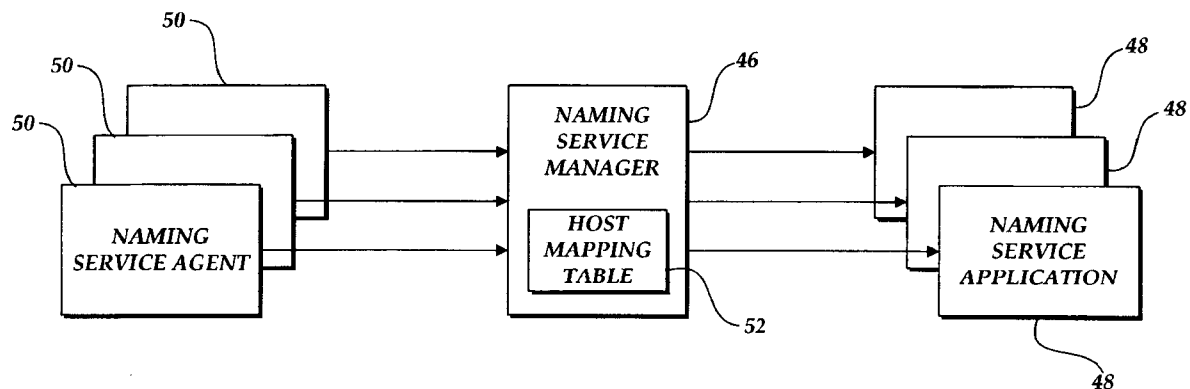 50
50
50
NAMING
SERVICE AGENT
46
NAMING
SERVICE
MANAGER
HOST
MAPPING
TABLE
52
48
48
NAMING
SERVICE
APPLICATION
48